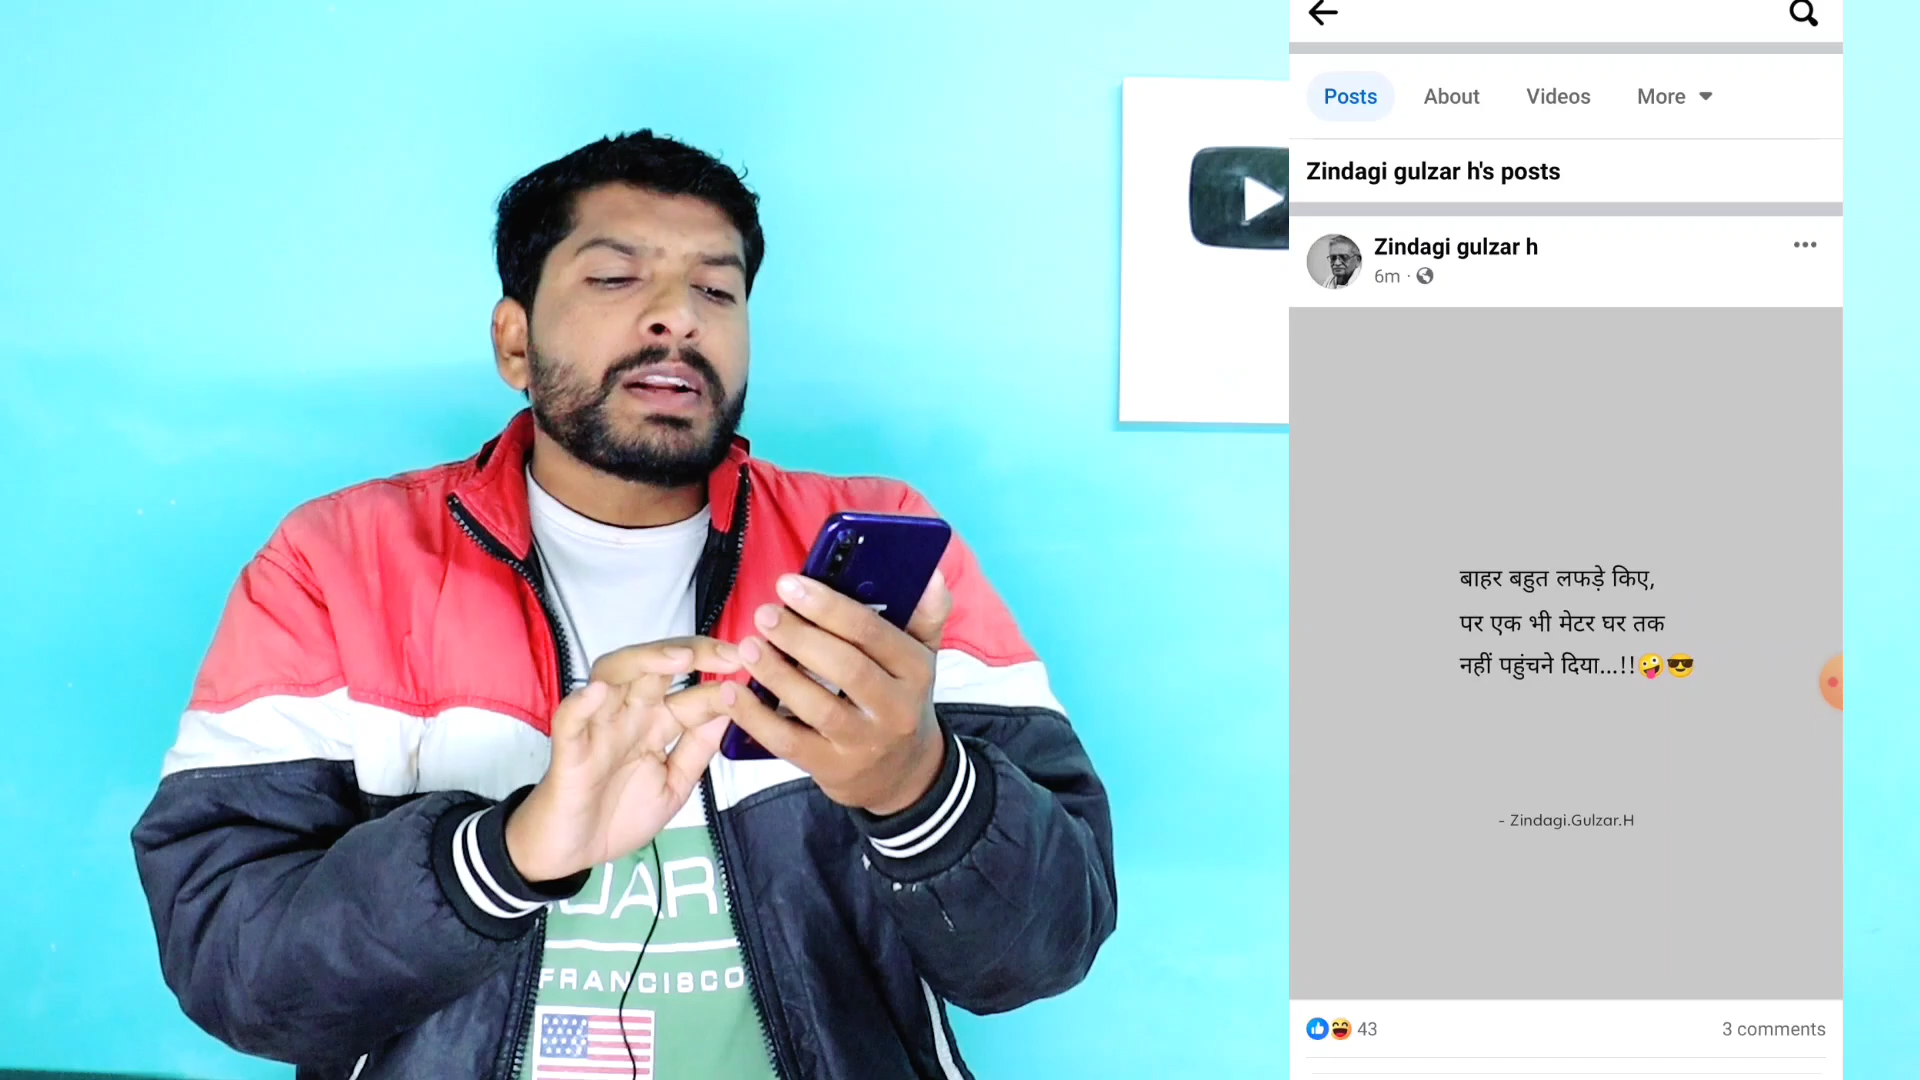 Posts About Videos More
Zindagi gulzar h's posts
Zindagi gulzar h
6m
बाहर बहुत लफड़े किए,
पर एक भी मेटर घर तक
नहीं पहुंचने दिया...!!🤪😎
- Zindagi.Gulzar.H
43 3 comments
FRANCISCO